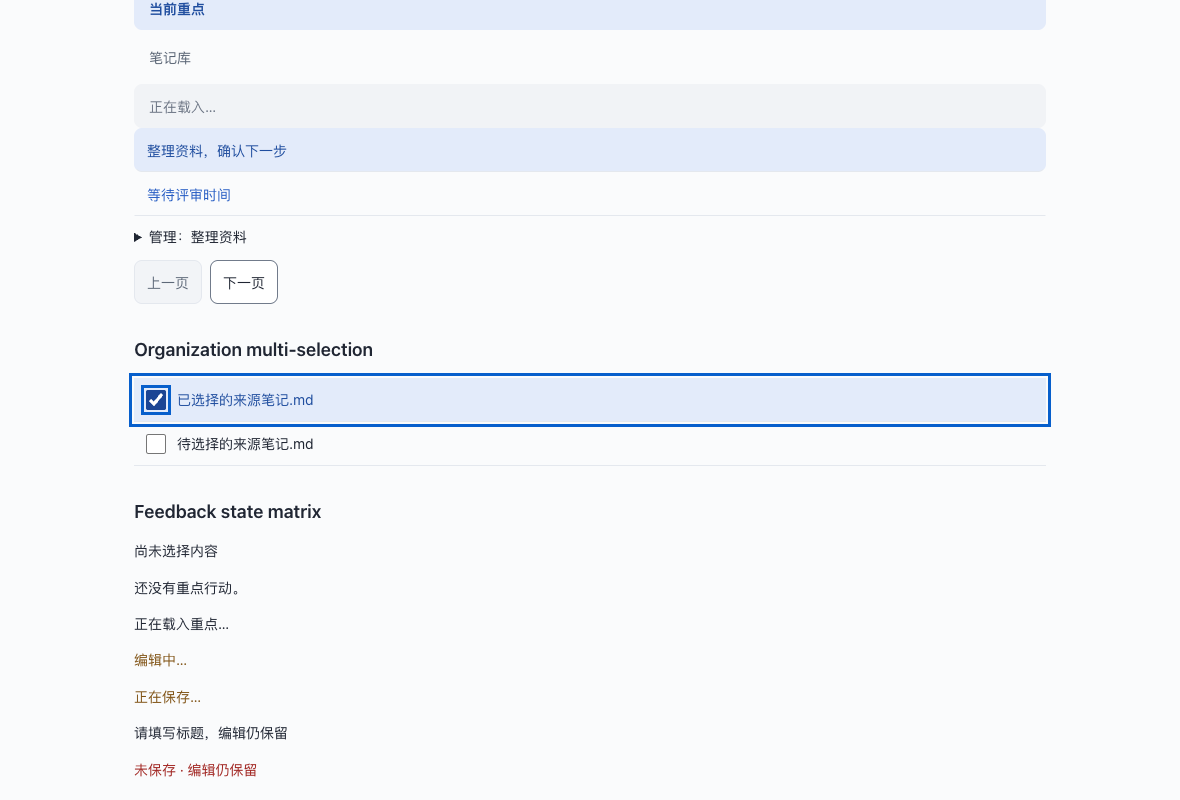 当前重点
笔记库
正在载入…
整理资料，确认下一步
等待评审时间
管理：整理资料
上一页
下一页
Organization multi-selection
已选择的来源笔记.md
待选择的来源笔记.md
Feedback state matrix
尚未选择内容
还没有重点行动。
正在载入重点…
编辑中…
正在保存…
请填写标题，编辑仍保留
未保存 · 编辑仍保留